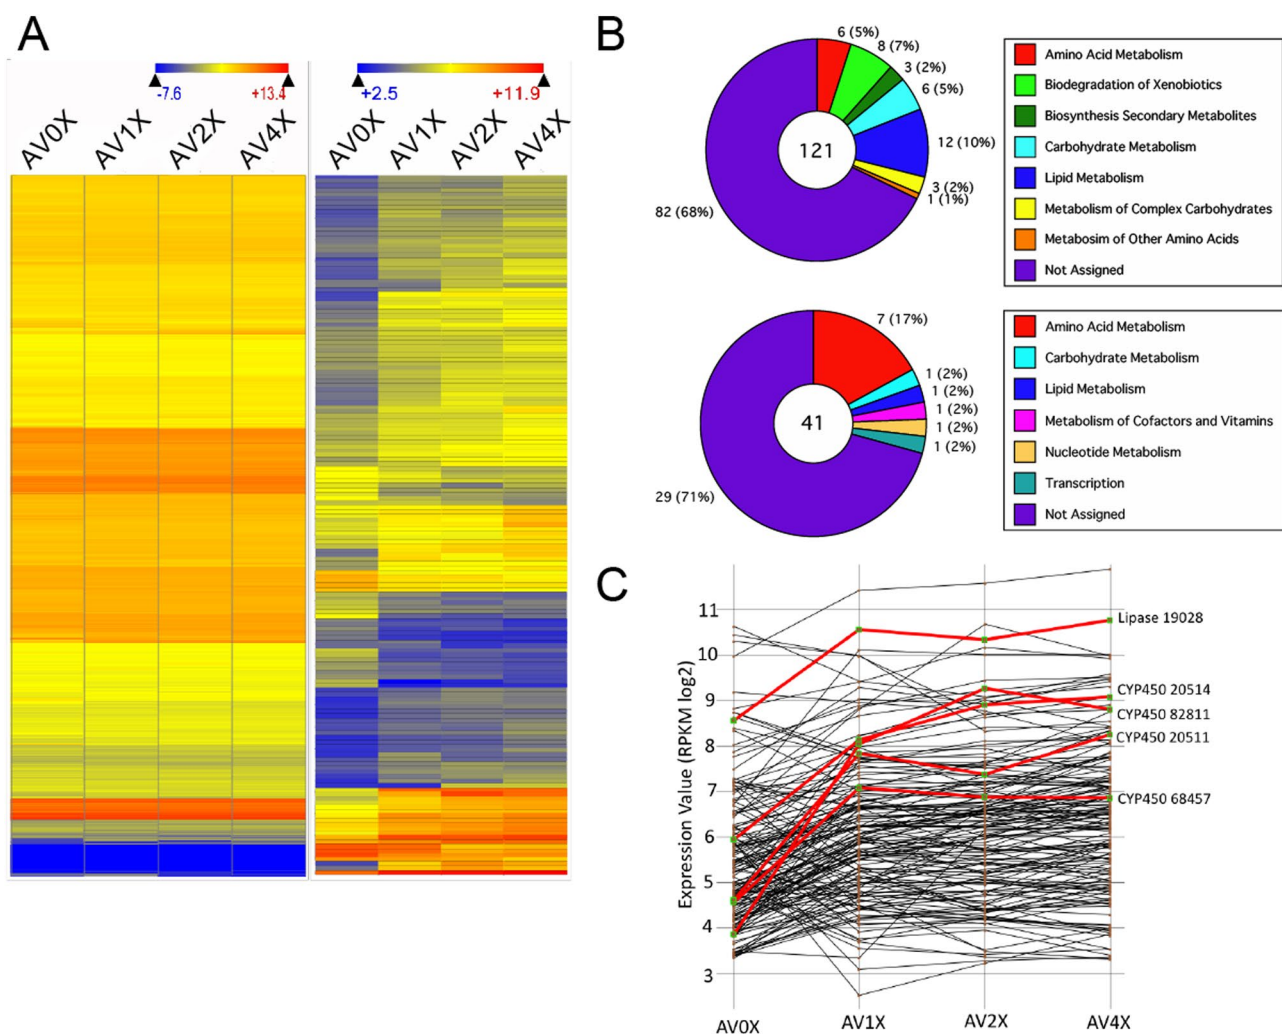 A
-7.6 +13.4
AV0X AV1X AV2X AV4X
+2.5 +11.9
AV0X AV1X AV2X AV4X
B
6 (5%)
8 (7%)
3 (2%)
6 (5%)
12 (10%)
3 (2%)
1 (1%)
82 (68%)
121
Amino Acid Metabolism
Biodegradation of Xenobiotics
Biosynthesis Secondary Metabolites
Carbohydrate Metabolism
Lipid Metabolism
Metabolism of Complex Carbohydrates
Metabosim of Other Amino Acids
Not Assigned
7 (17%)
1 (2%)
1 (2%)
1 (2%)
1 (2%)
1 (2%)
29 (71%)
41
Amino Acid Metabolism
Carbohydrate Metabolism
Lipid Metabolism
Metabolism of Cofactors and Vitamins
Nucleotide Metabolism
Transcription
Not Assigned
C
Expression Value (RPKM log2)
11
10
9
8
7
6
5
4
3
Lipase 19028
CYP450 20514
CYP450 82811
CYP450 20511
CYP450 68457
AV0X AV1X AV2X AV4X